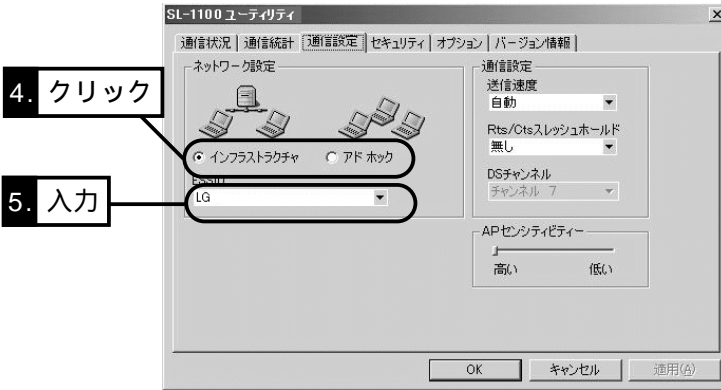 SL-1100 ユーティリティ
通信状況 通信統計 通信設定 セキュリティ オプション バージョン情報
ネットワーク設定
4. クリック
インフラストラクチャ アド ホック
ESSID
5. 入力
LG
通信設定
送信速度
自動
Rts/Ctsスレッシュホールド
無し
DSチャンネル
チャンネル 7
APセンシティビティー
高い 低い
OK キャンセル 適用(A)